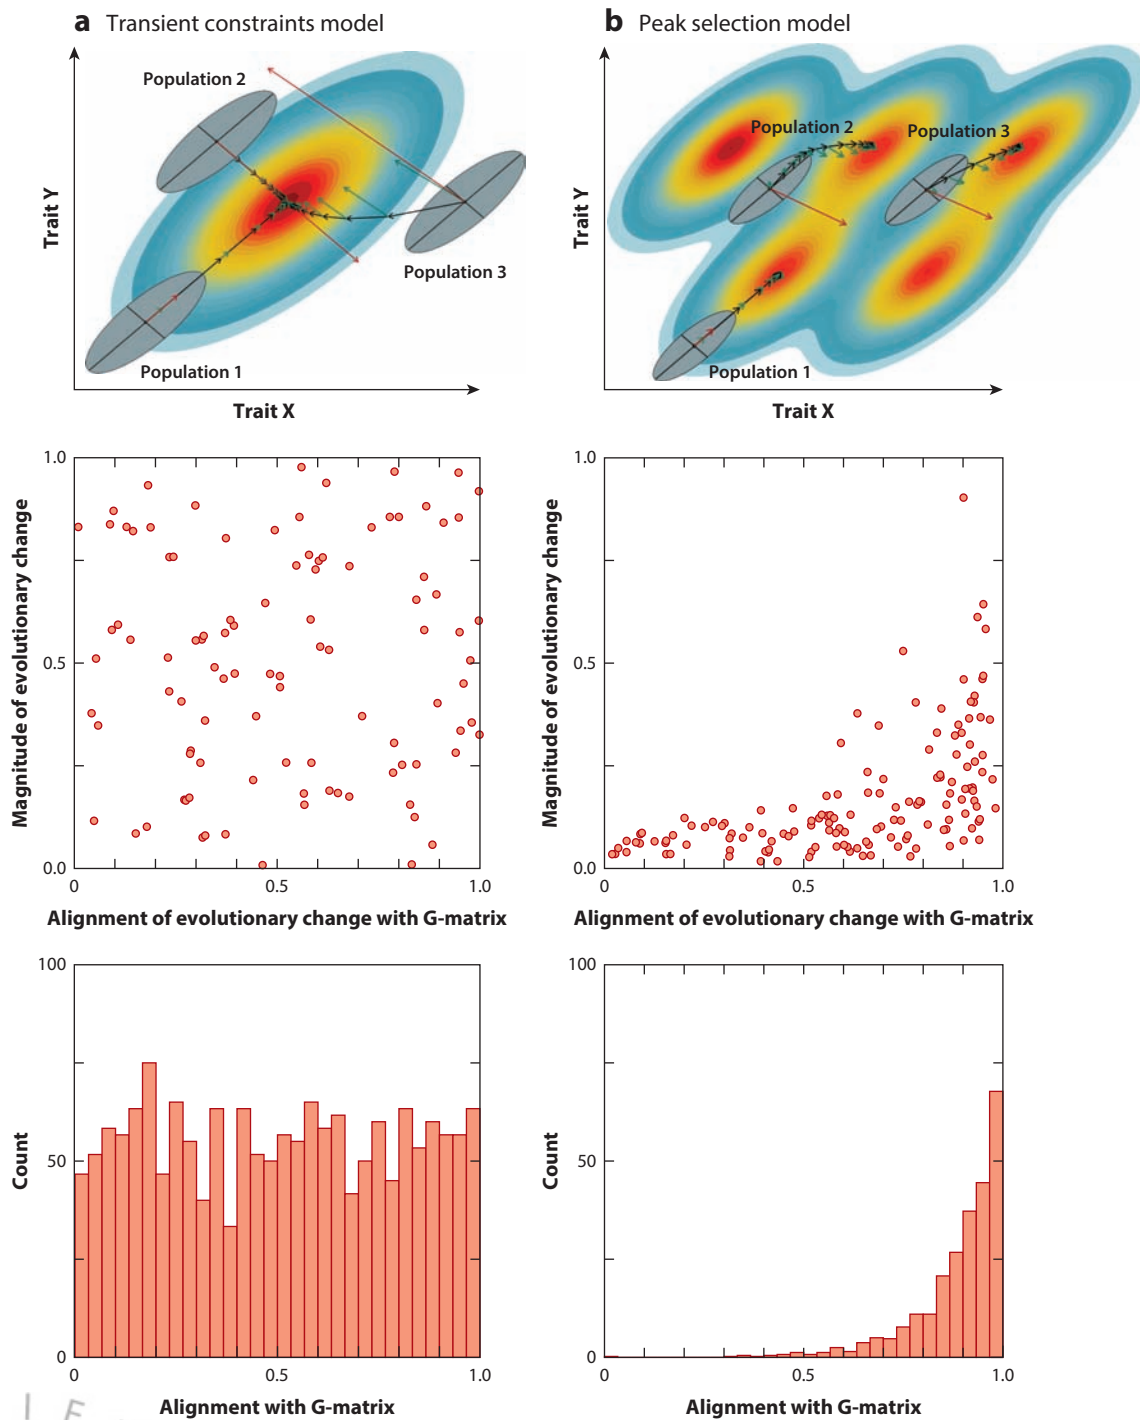 a Transient constraints model
b Peak selection model
Population 2
Population 3
Population 1
Trait Y
Trait X
Population 2
Population 3
Population 1
Trait Y
Trait X
1.0
0.5
0.0
0
0.5
1.0
Magnitude of evolutionary change
Alignment of evolutionary change with G-matrix
1.0
0.5
0.0
0
0.5
1.0
Magnitude of evolutionary change
Alignment of evolutionary change with G-matrix
100
50
0
0
0.5
1.0
Count
Alignment with G-matrix
100
50
0
0
0.5
1.0
Count
Alignment with G-matrix